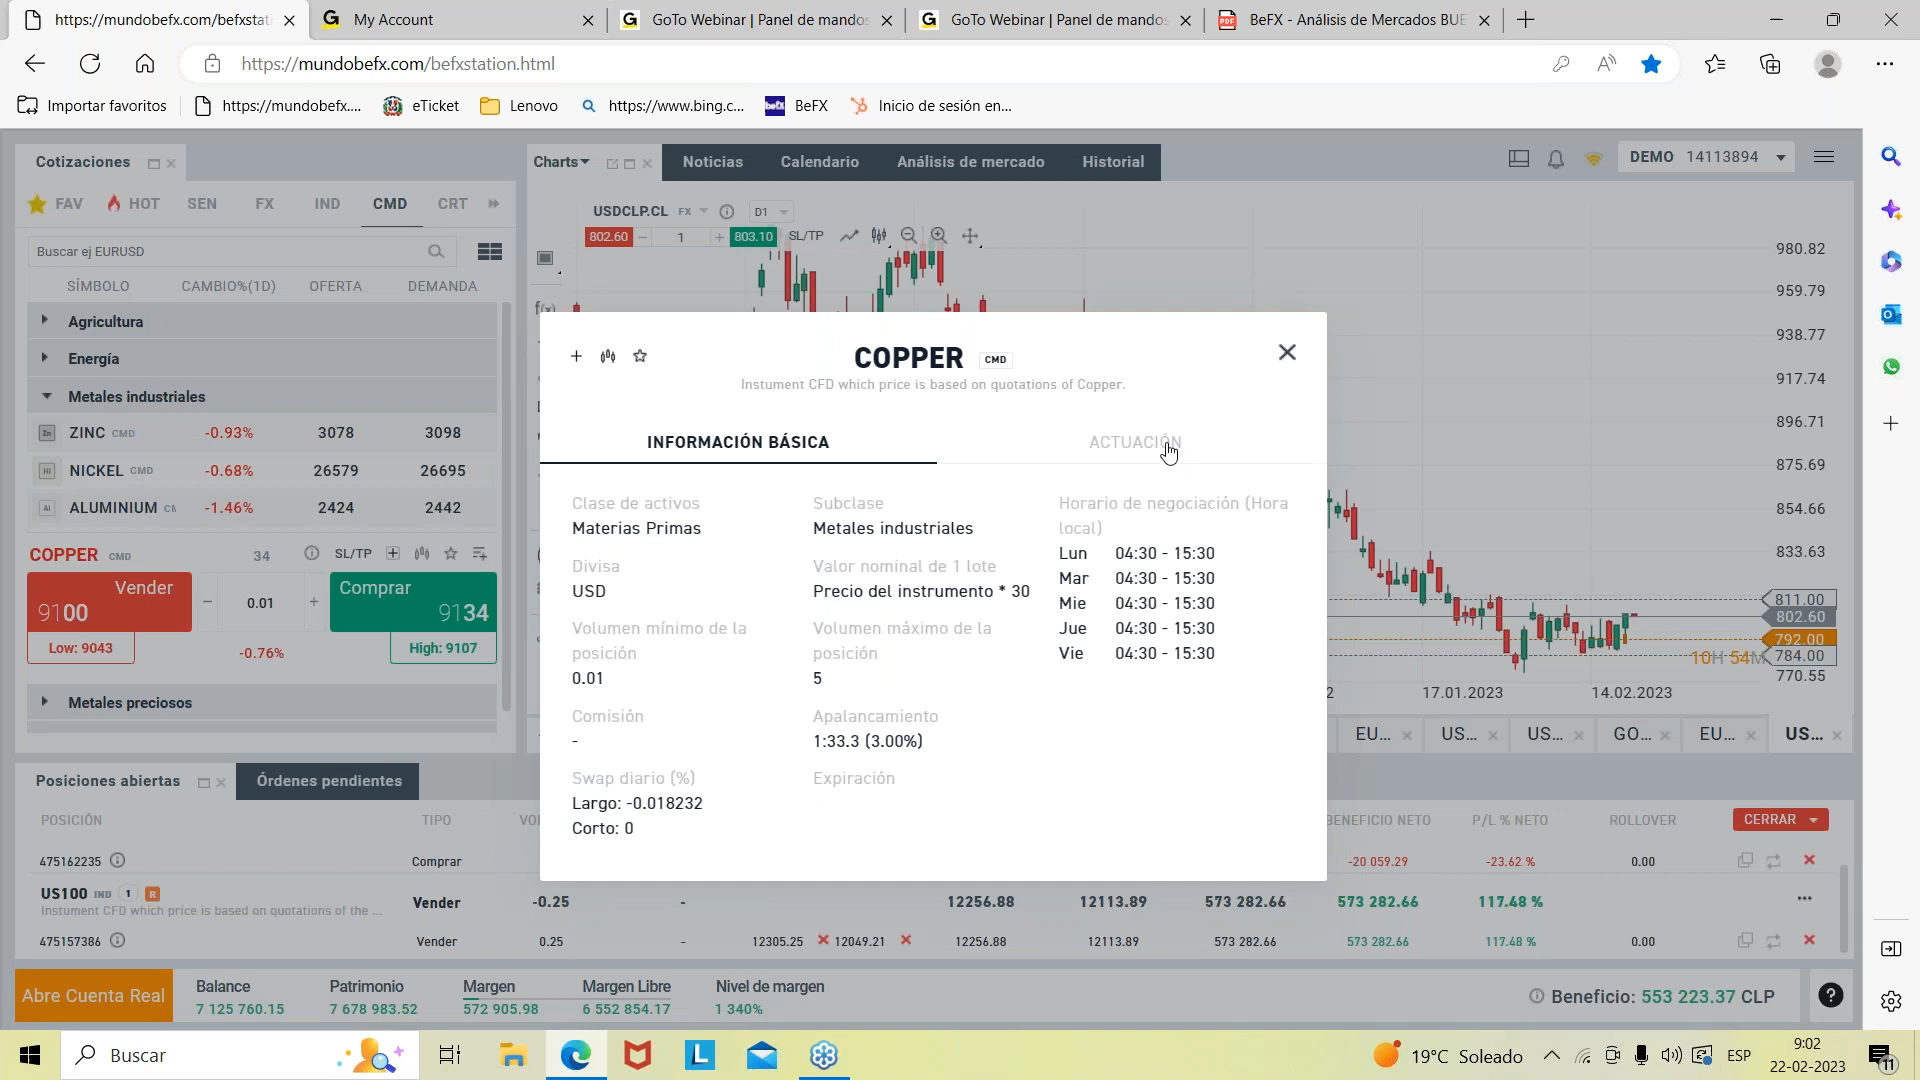 https://mundobefx.com/befxstati
My Account
GoTo Webinar | Panel de mandos
GoTo Webinar | Panel de mandos
BeFX - Análisis de Mercados BUE
https://mundobefx.com/befxstation.html
Importar favoritos
https://mundobefx....
eTicket
Lenovo
https://www.bing.c...
BeFX
Inicio de sesión en...
Cotizaciones
Charts
Noticias
Calendario
Análisis de mercado
Historial
DEMO 14113894
FAV HOT SEN FX IND CMD CRT
USDCLP.CL FX D1
802.60 1 803.10 SL/TP
Buscar ej EURUSD
SÍMBOLO CAMBIO%(1D) OFERTA DEMANDA
Agricultura
Energía
Metales industriales
ZINC CMD -0.93% 3078 3098
NICKEL CMD -0.68% 26579 26695
ALUMINIUM -1.46% 2424 2442
COPPER CMD 34 SL/TP
Vender
9100
0.01
Comprar
9134
Low: 9043
-0.76%
High: 9107
Metales preciosos
980.82
959.79
938.77
917.74
896.71
875.69
854.66
833.63
811.00
802.60
792.00
784.00
10H 54M
770.55
17.01.2023
14.02.2023
EU... US... US... GO... EU... US...
COPPER CMD
Instument CFD which price is based on quotations of Copper.
INFORMACIÓN BÁSICA
ACTUACIÓN
Clase de activos
Materias Primas
Divisa
USD
Volumen mínimo de la
posición
0.01
Comisión
-
Swap diario (%)
Largo: -0.018232
Corto: 0
Subclase
Metales industriales
Valor nominal de 1 lote
Precio del instrumento * 30
Volumen máximo de la
posición
5
Apalancamiento
1:33.3 (3.00%)
Expiración
Horario de negociación (Hora
local)
Lun 04:30 - 15:30
Mar 04:30 - 15:30
Mie 04:30 - 15:30
Jue 04:30 - 15:30
Vie 04:30 - 15:30
Posiciones abiertas
Órdenes pendientes
POSICIÓN TIPO BENEFICIO NETO P/L % NETO ROLLOVER CERRAR
475162235 Comprar -20 059.29 -23.62 % 0.00
US100 IND 1 R Vender -0.25 - 12256.88 12113.89 573 282.66 573 282.66 117.48 %
Instument CFD which price is based on quotations of the ...
475157386 Vender 0.25 - 12305.25 12049.21 12256.88 12113.89 573 282.66 573 282.66 117.48 % 0.00
Abre Cuenta Real
Balance
7 125 760.15
Patrimonio
7 678 983.52
Margen
572 905.98
Margen Libre
6 552 854.17
Nivel de margen
1 340%
Beneficio: 553 223.37 CLP
Buscar
19°C Soleado
ESP
9:02
22-02-2023
11